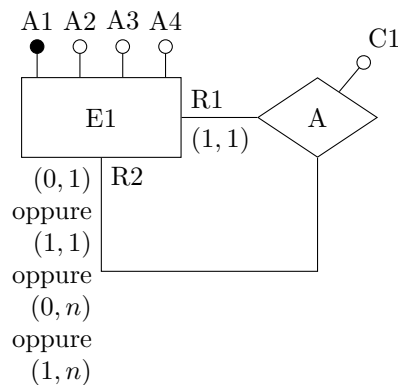 A1 A2 A3 A4
C1
E1
R1
A
(1, 1)
R2
(0, 1)
oppure
(1, 1)
oppure
(0, n)
oppure
(1, n)